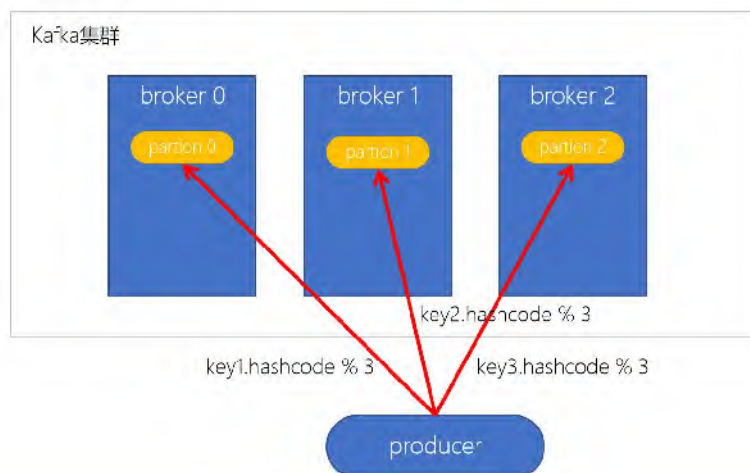 Kafka集群
broker 0
broker 1
broker 2
partion 0
partion 1
partion 2
key2.hashcode % 3
key1.hashcode % 3
key3.hashcode % 3
producer